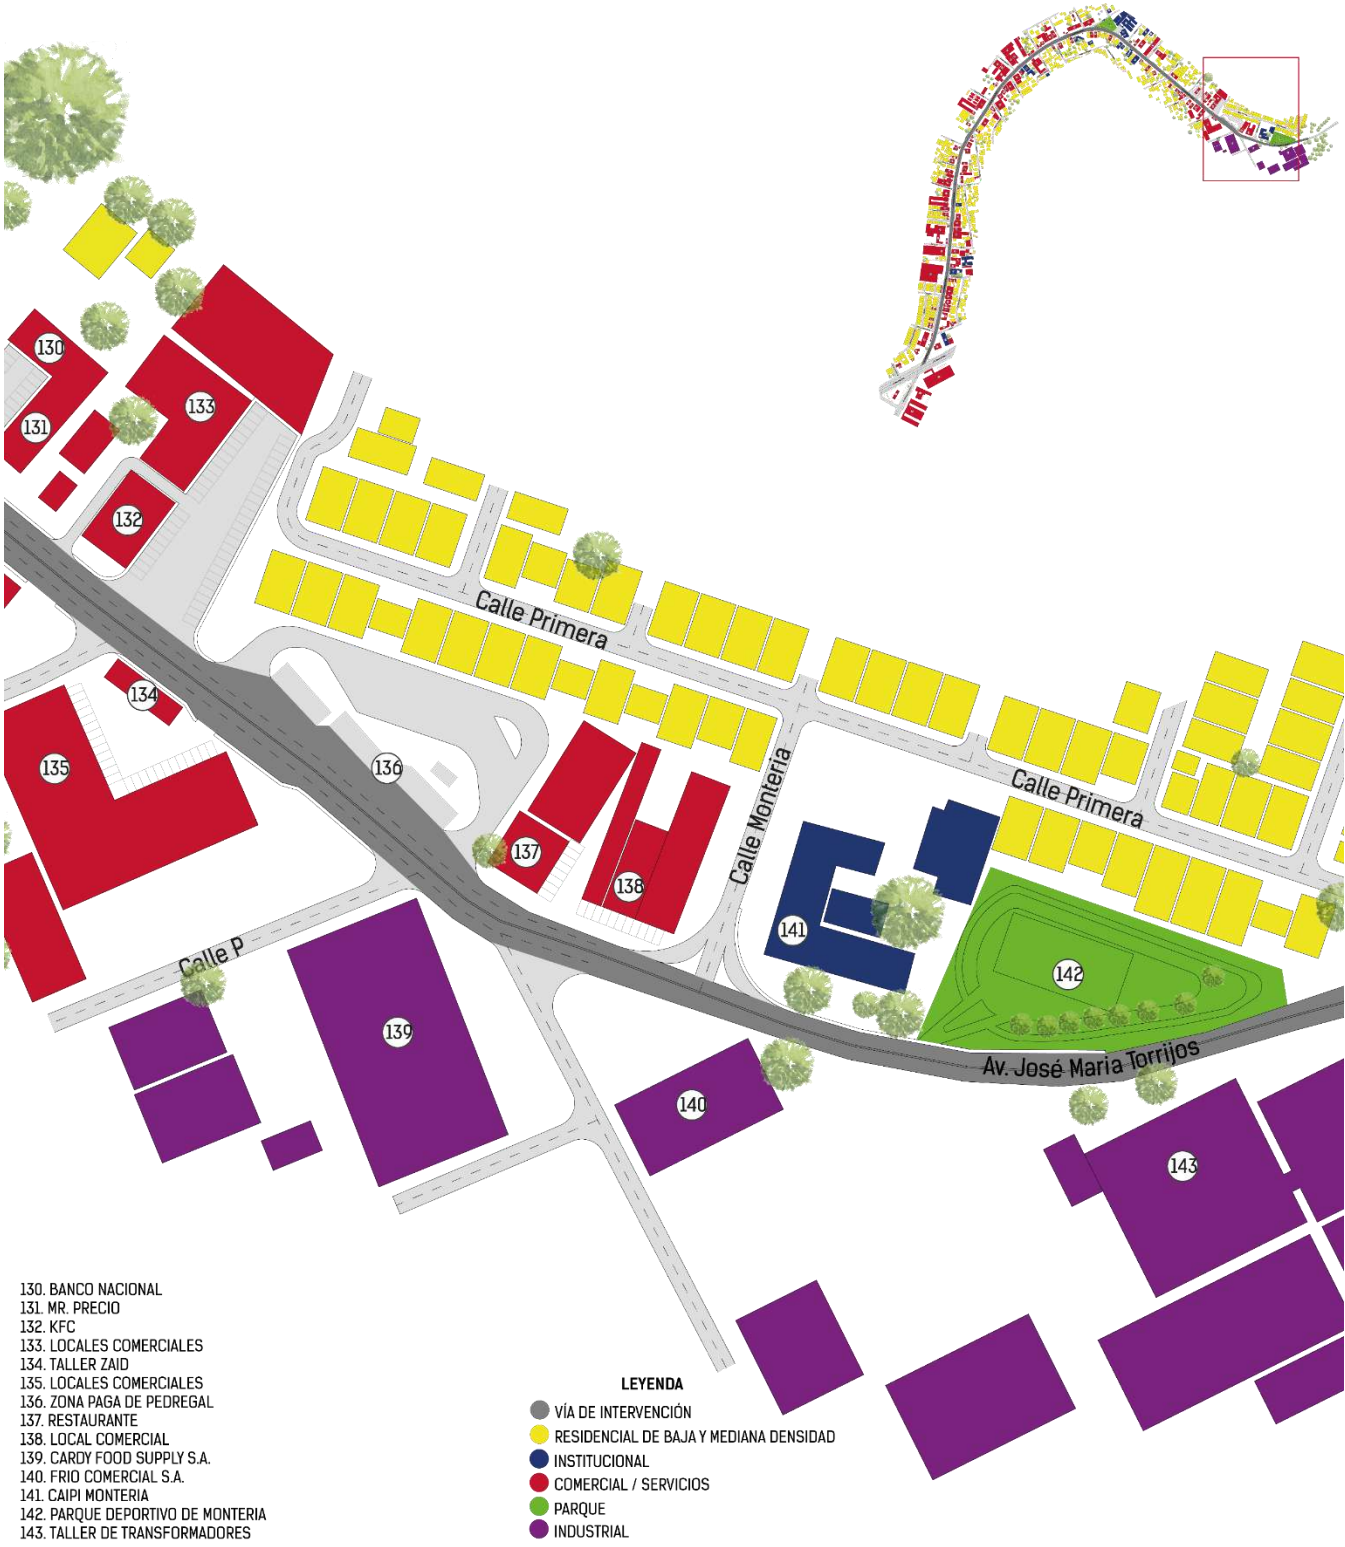 130
131
133
132
Calle Primera
134
135
136
Calle Monteria
Calle Primera
137
138
141
Calle P
142
139
Av. José Maria Torrijos
140
143
130. BANCO NACIONAL
131. MR. PRECIO
132. KFC
133. LOCALES COMERCIALES
134. TALLER ZAID
135. LOCALES COMERCIALES
136. ZONA PAGA DE PEDREGAL
137. RESTAURANTE
138. LOCAL COMERCIAL
139. CARDY FOOD SUPPLY S.A.
140. FRIO COMERCIAL S.A.
141. CAIPI MONTERIA
142. PARQUE DEPORTIVO DE MONTERIA
143. TALLER DE TRANSFORMADORES
LEYENDA
VÍA DE INTERVENCIÓN
RESIDENCIAL DE BAJA Y MEDIANA DENSIDAD
INSTITUCIONAL
COMERCIAL / SERVICIOS
PARQUE
INDUSTRIAL